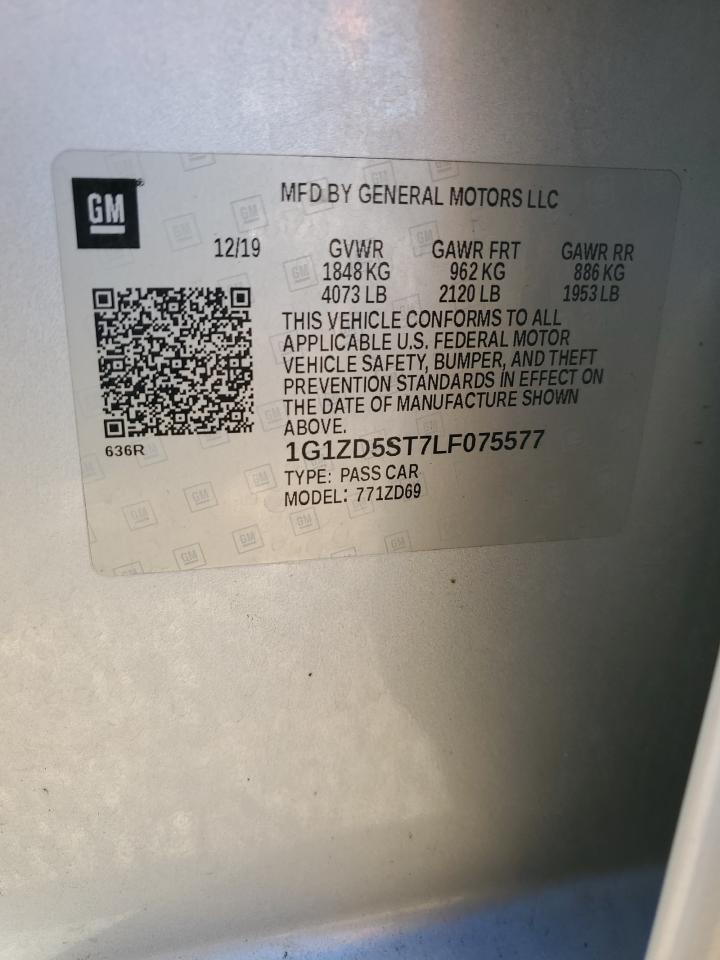 GM
MFD BY GENERAL MOTORS LLC
12/19 GVWR GAWR FRT GAWR RR
1848 KG 962 KG 886 KG
4073 LB 2120 LB 1953 LB
THIS VEHICLE CONFORMS TO ALL
APPLICABLE U.S. FEDERAL MOTOR
VEHICLE SAFETY, BUMPER, AND THEFT
PREVENTION STANDARDS IN EFFECT ON
THE DATE OF MANUFACTURE SHOWN
ABOVE.
636R
1G1ZD5ST7LF075577
TYPE: PASS CAR
MODEL: 771ZD69